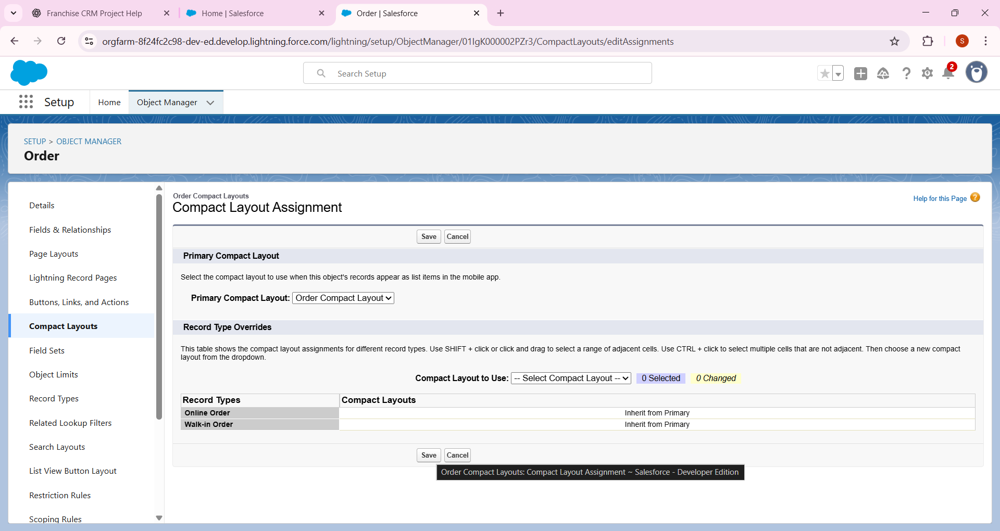 Franchise CRM Project Help
Home | Salesforce
Order | Salesforce
orgfarm-8f24fc2c98-dev-ed.develop.lightning.force.com/lightning/setup/ObjectManager/01IgK000002PZr3/CompactLayouts/editAssignments
S
Search Setup
2
Setup
Home
Object Manager
SETUP > OBJECT MANAGER
Order
Details
Fields & Relationships
Page Layouts
Lightning Record Pages
Buttons, Links, and Actions
Compact Layouts
Field Sets
Object Limits
Record Types
Related Lookup Filters
Search Layouts
List View Button Layout
Restriction Rules
Scoping Rules
Order Compact Layouts
Compact Layout Assignment
Help for this Page
Save Cancel
Primary Compact Layout
Select the compact layout to use when this object's records appear as list items in the mobile app.
Primary Compact Layout: Order Compact Layout
Record Type Overrides
This table shows the compact layout assignments for different record types. Use SHIFT + click or click and drag to select a range of adjacent cells. Use CTRL + click to select multiple cells that are not adjacent. Then choose a new compact
layout from the dropdown.
Compact Layout to Use: -- Select Compact Layout -- 0 Selected 0 Changed
Record Types Compact Layouts
Online Order Inherit from Primary
Walk-in Order Inherit from Primary
Save Cancel
Order Compact Layouts: Compact Layout Assignment ~ Salesforce - Developer Edition